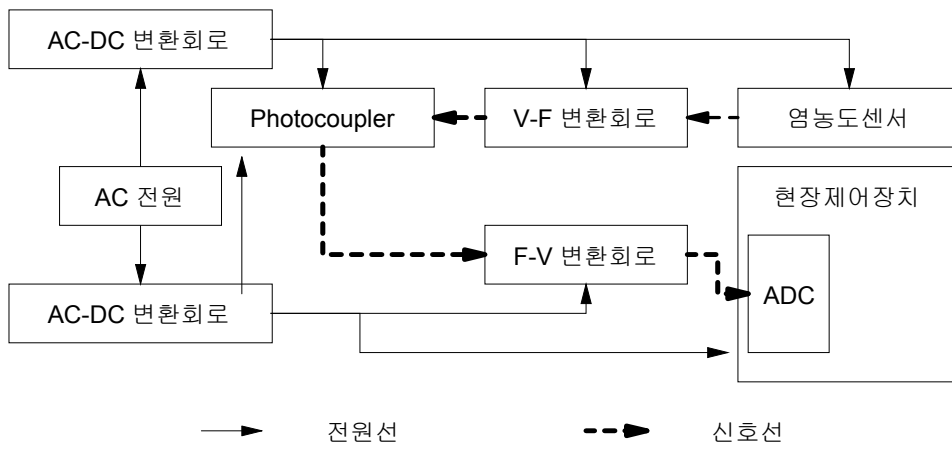 AC-DC 변환회로
Photocoupler
V-F 변환회로
염농도센서
AC 전원
현장제어장치
F-V 변환회로
ADC
AC-DC 변환회로
전원선
신호선